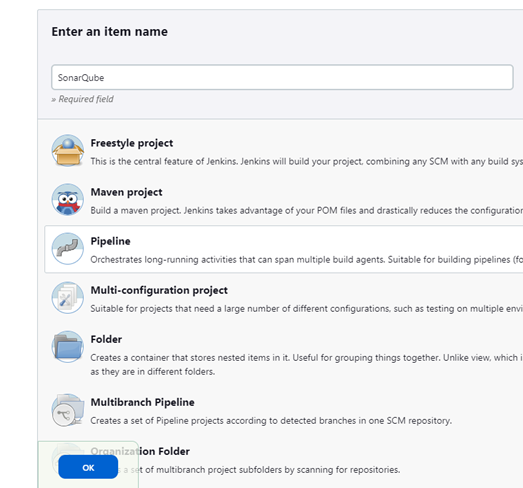 Enter an item name
SonarQube
» Required field
Freestyle project
This is the central feature of Jenkins. Jenkins will build your project, combining any SCM with any build sys
Maven project
Build a maven project. Jenkins takes advantage of your POM files and drastically reduces the configuration
Pipeline
Orchestrates long-running activities that can span multiple build agents. Suitable for building pipelines (fo
Multi-configuration project
Suitable for projects that need a large number of different configurations, such as testing on multiple envi
Folder
Creates a container that stores nested items in it. Useful for grouping things together. Unlike view, which i
as they are in different folders.
Multibranch Pipeline
Creates a set of Pipeline projects according to detected branches in one SCM repository.
Organization Folder
a set of multibranch project subfolders by scanning for repositories.
OK